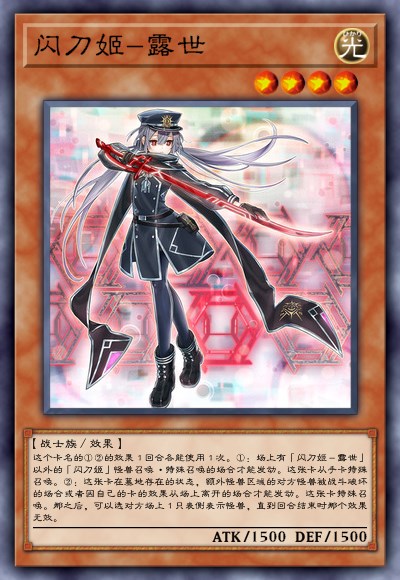 闪刀姬-露世
ひかり
光
【战士族/效果】
这个卡名的①②的效果1回合各能使用1次。①：场上有「闪刀姬-露世」
以外的「闪刀姬」怪兽召唤·特殊召唤的场合才能发动。这张卡从手卡特殊
召唤。②：这张卡在墓地存在的状态，额外怪兽区域的对方怪兽被战斗破坏
的场合或者因自己的卡的效果从场上离开的场合才能发动。这张卡特殊召
唤。那之后，可以选对方场上1只表侧表示怪兽，直到回合结束时那个效果
无效。
ATK/1500 DEF/1500